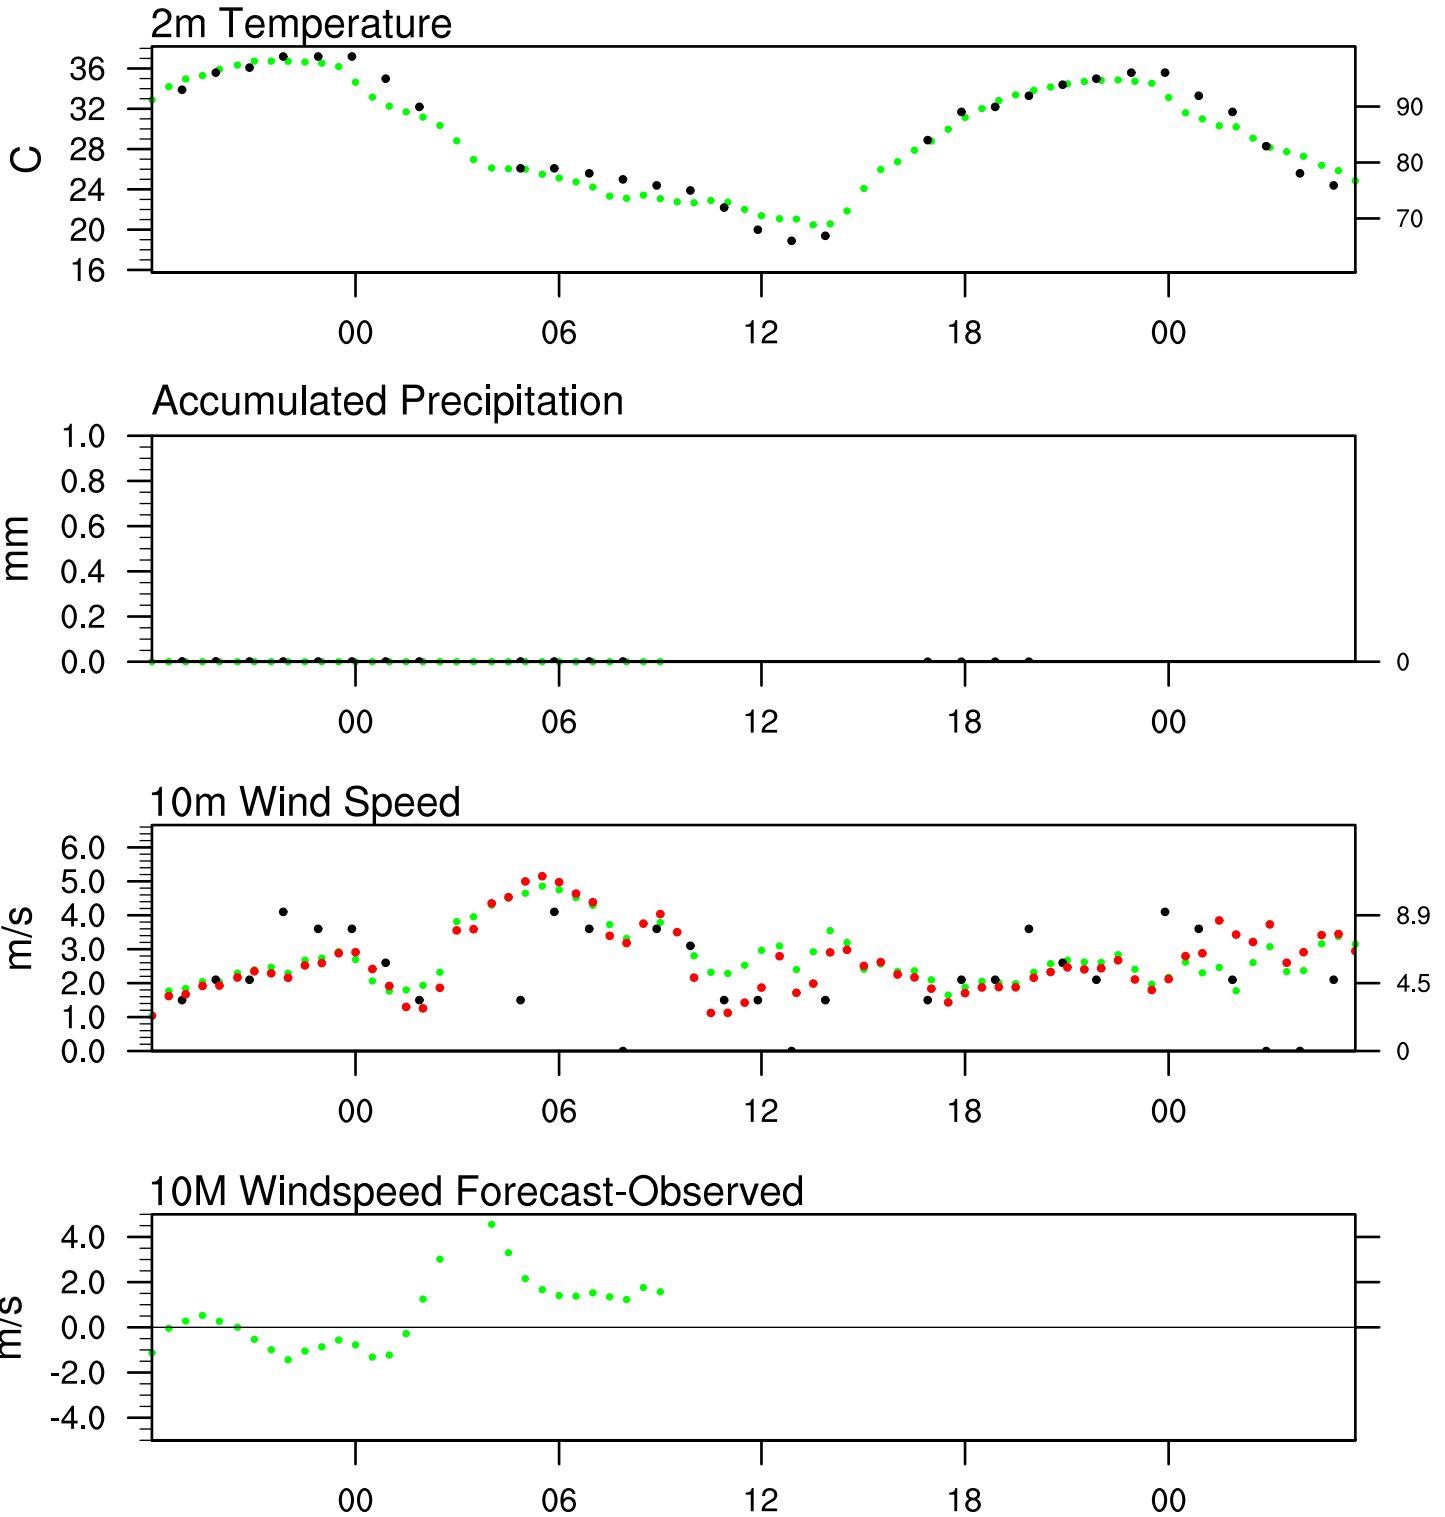 2m Temperature
36
32
28
24
20
16
C
90
80
70
00 06 12 18 00
Accumulated Precipitation
1.0
0.8
0.6
0.4
0.2
0.0
mm
0
00 06 12 18 00
10m Wind Speed
6.0
5.0
4.0
3.0
2.0
1.0
0.0
m/s
8.9
4.5
0
00 06 12 18 00
10M Windspeed Forecast-Observed
4.0
2.0
0.0
-2.0
-4.0
m/s
00 06 12 18 00